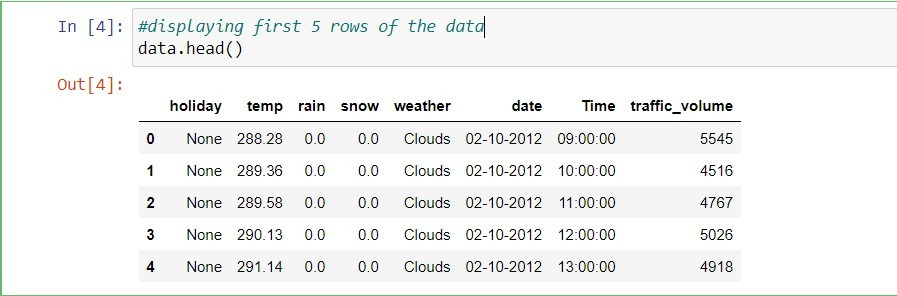 In [4]: #displaying first 5 rows of the data
data.head()
Out[4]:
holiday temp rain snow weather date Time traffic_volume
0 None 288.28 0.0 0.0 Clouds 02-10-2012 09:00:00 5545
1 None 289.36 0.0 0.0 Clouds 02-10-2012 10:00:00 4516
2 None 289.58 0.0 0.0 Clouds 02-10-2012 11:00:00 4767
3 None 290.13 0.0 0.0 Clouds 02-10-2012 12:00:00 5026
4 None 291.14 0.0 0.0 Clouds 02-10-2012 13:00:00 4918